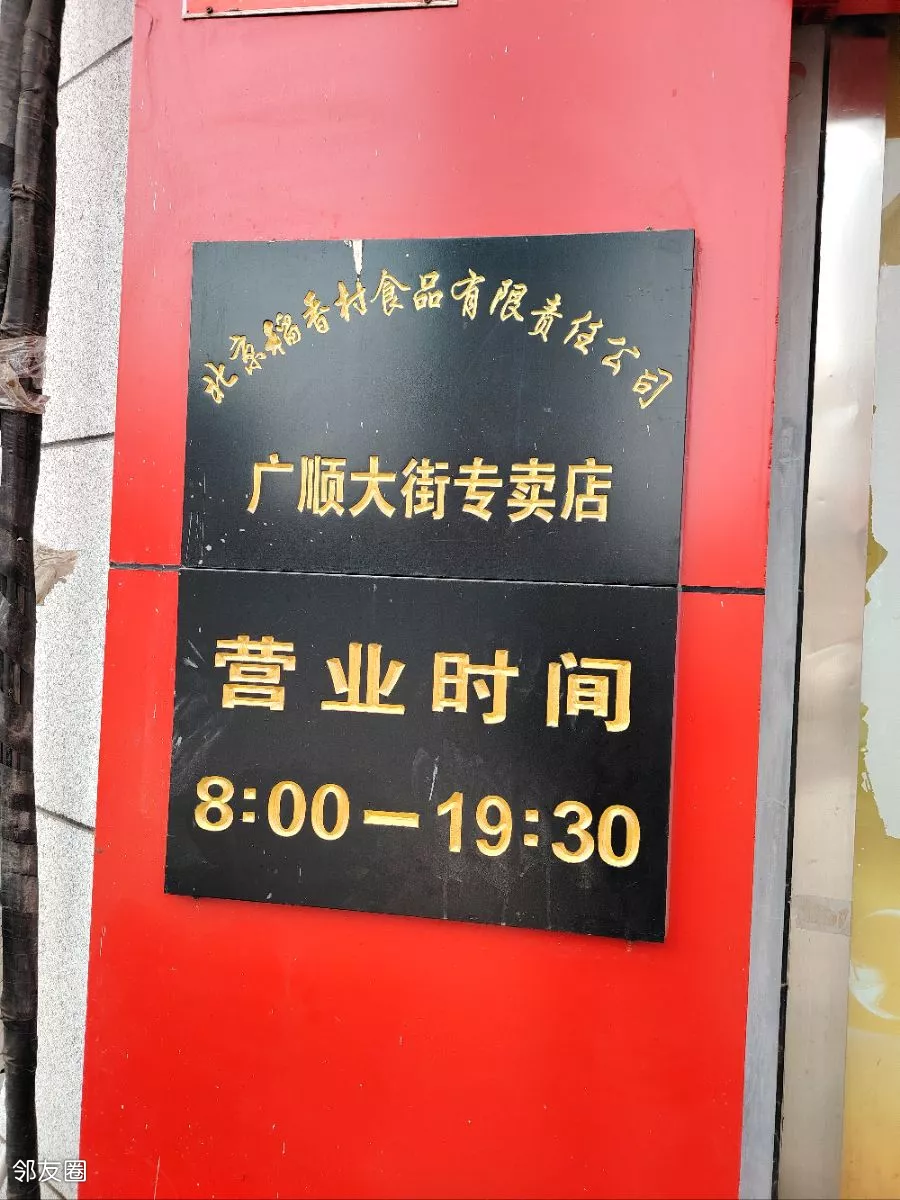 北京稻香村食品有限责任公司
广顺大街专卖店
营业时间
8:00—19:30
邻友圈